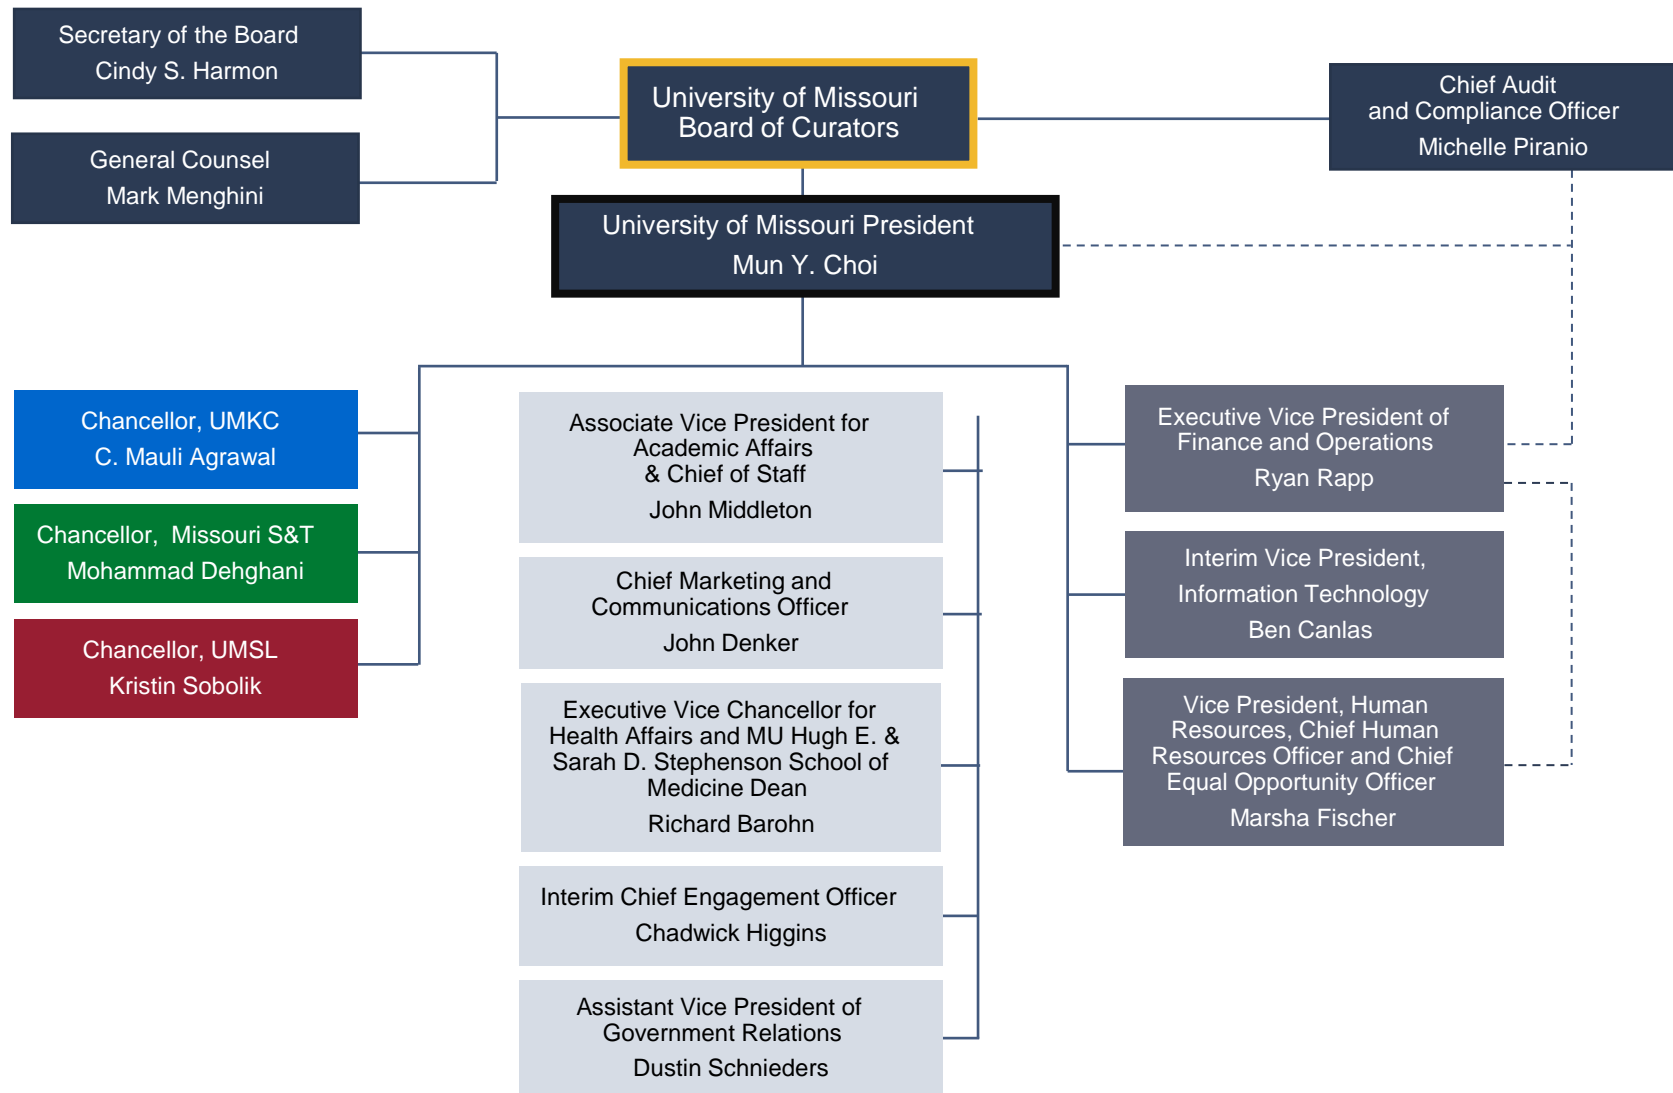 Secretary of the Board
Cindy S. Harmon
General Counsel
Mark Menghini
University of Missouri
Board of Curators
Chief Audit
and Compliance Officer
Michelle Piranio
University of Missouri President
Mun Y. Choi
Chancellor, UMKC
C. Mauli Agrawal
Chancellor, Missouri S&T
Mohammad Dehghani
Chancellor, UMSL
Kristin Sobolik
Associate Vice President for
Academic Affairs
& Chief of Staff
John Middleton
Chief Marketing and
Communications Officer
John Denker
Executive Vice Chancellor for
Health Affairs and MU Hugh E. &
Sarah D. Stephenson School of
Medicine Dean
Richard Barohn
Interim Chief Engagement Officer
Chadwick Higgins
Assistant Vice President of
Government Relations
Dustin Schnieders
Executive Vice President of
Finance and Operations
Ryan Rapp
Interim Vice President,
Information Technology
Ben Canlas
Vice President, Human
Resources, Chief Human
Resources Officer and Chief
Equal Opportunity Officer
Marsha Fischer